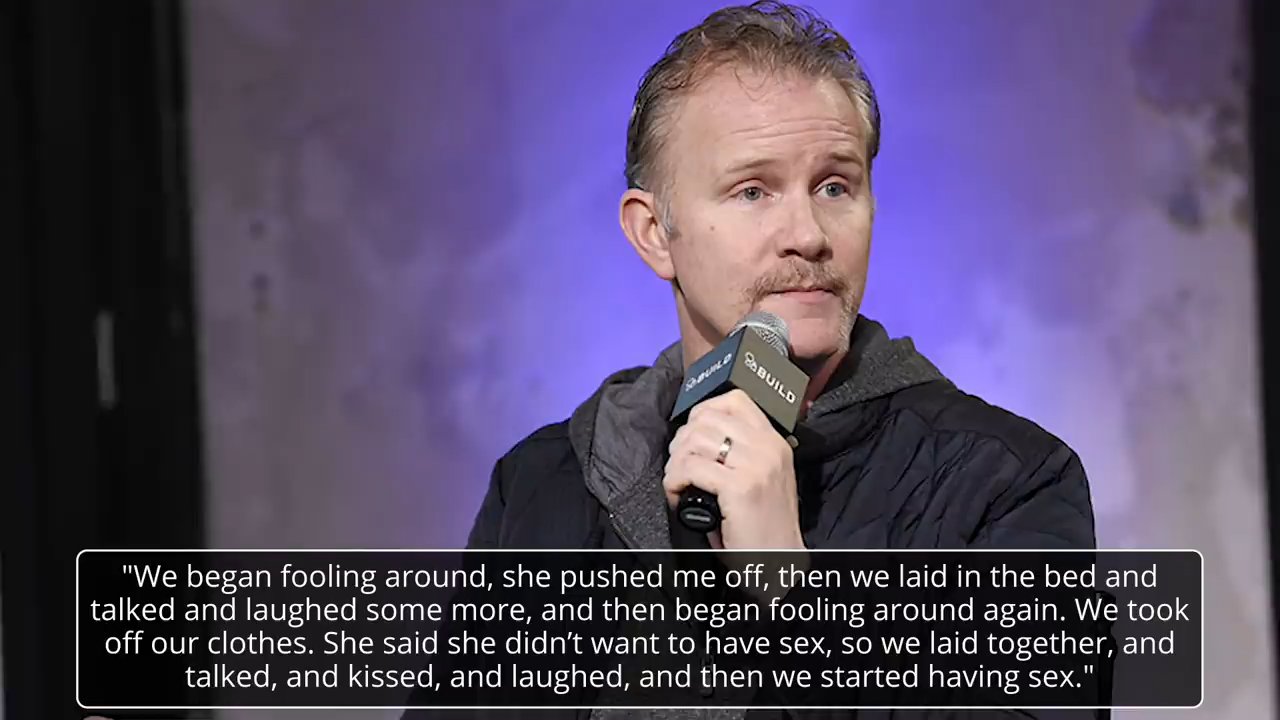 BUILD
BUILD
"We began fooling around, she pushed me off, then we laid in the bed and
talked and laughed some more, and then began fooling around again. We took
off our clothes. She said she didn’t want to have sex, so we laid together, and
talked, and kissed, and laughed, and then we started having sex."